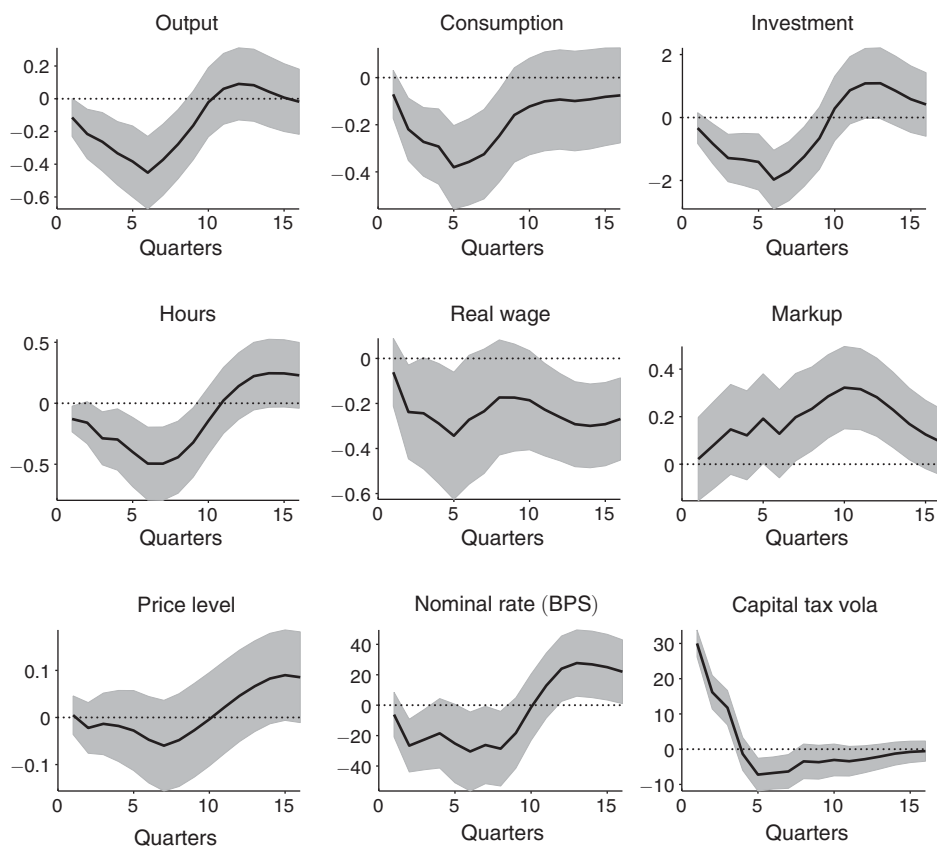 Output
0.2
0
−0.2
−0.4
−0.6
0 5 10 15
Quarters
Consumption
0
−0.2
−0.4
0 5 10 15
Quarters
Investment
2
0
−2
0 5 10 15
Quarters
Hours
0.5
0
−0.5
0 5 10 15
Quarters
Real wage
0
−0.2
−0.4
−0.6
0 5 10 15
Quarters
Markup
0.4
0.2
0
0 5 10 15
Quarters
Price level
0.1
0
−0.1
0 5 10 15
Quarters
Nominal rate (BPS)
40
20
0
−20
−40
0 5 10 15
Quarters
Capital tax vola
30
20
10
0
−10
0 5 10 15
Quarters